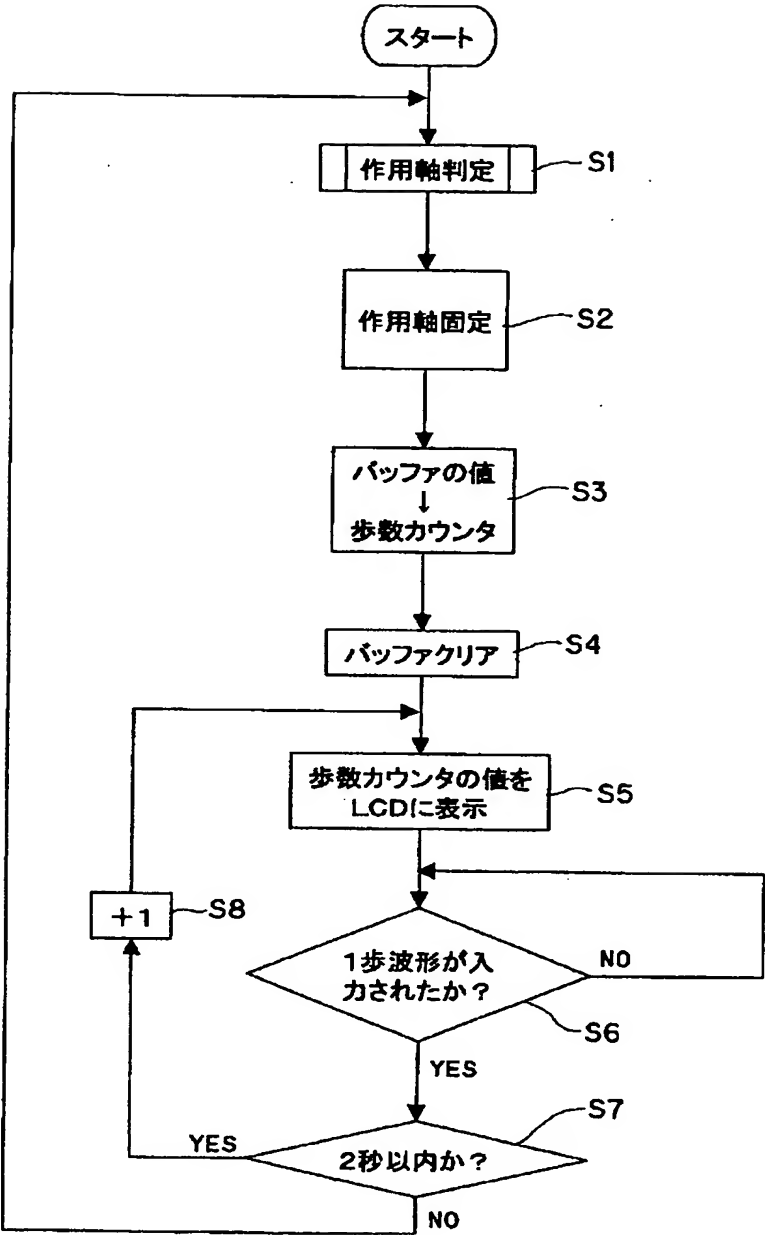 スタート
作用軸判定
S1
作用軸固定
S2
バッファの値
↓
歩数カウンタ
S3
バッファクリア
S4
歩数カウンタの値を
LCDに表示
S5
+1
S8
1歩波形が入
力されたか?
NO
S6
YES
S7
YES
2秒以内か?
NO